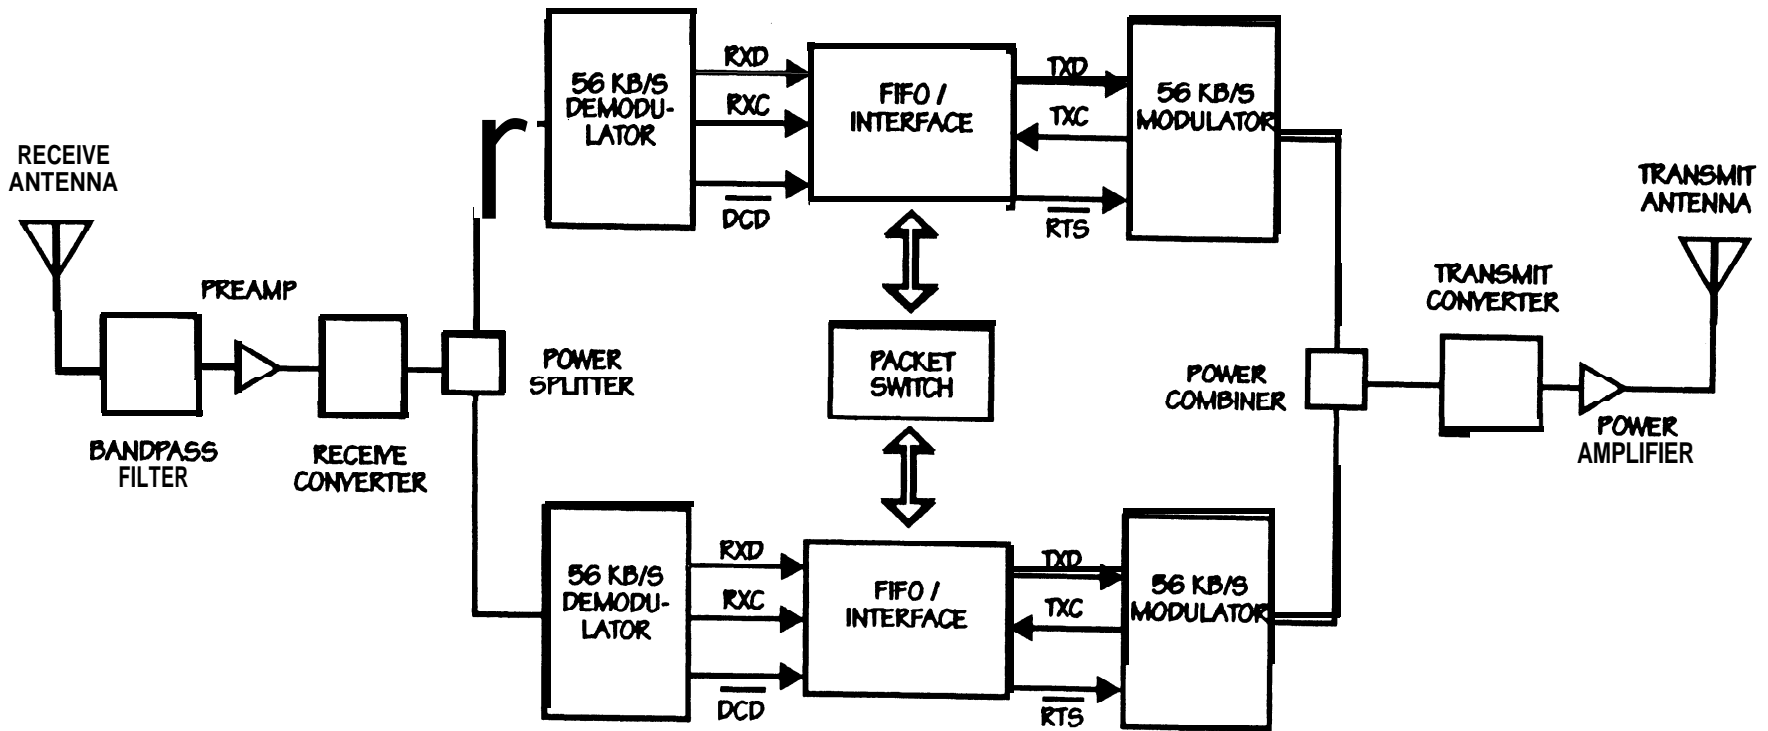 RECEIVE
ANTENNA
BANDPASS
FILTER
PREAMP
RECEIVE
CONVERTER
POWER
SPLITTER
56 KB/S
DEMODU-
LATOR
RXD
RXC
DCD
FIFO /
INTERFACE
TXD
TXC
RTS
56 KB/S
MODULATOR
PACKET
SWITCH
56 KB/S
DEMODU-
LATOR
RXD
RXC
DCD
FIFO /
INTERFACE
TXD
TXC
RTS
56 KB/S
MODULATOR
POWER
COMBINER
TRANSMIT
CONVERTER
POWER
AMPLIFIER
TRANSMIT
ANTENNA